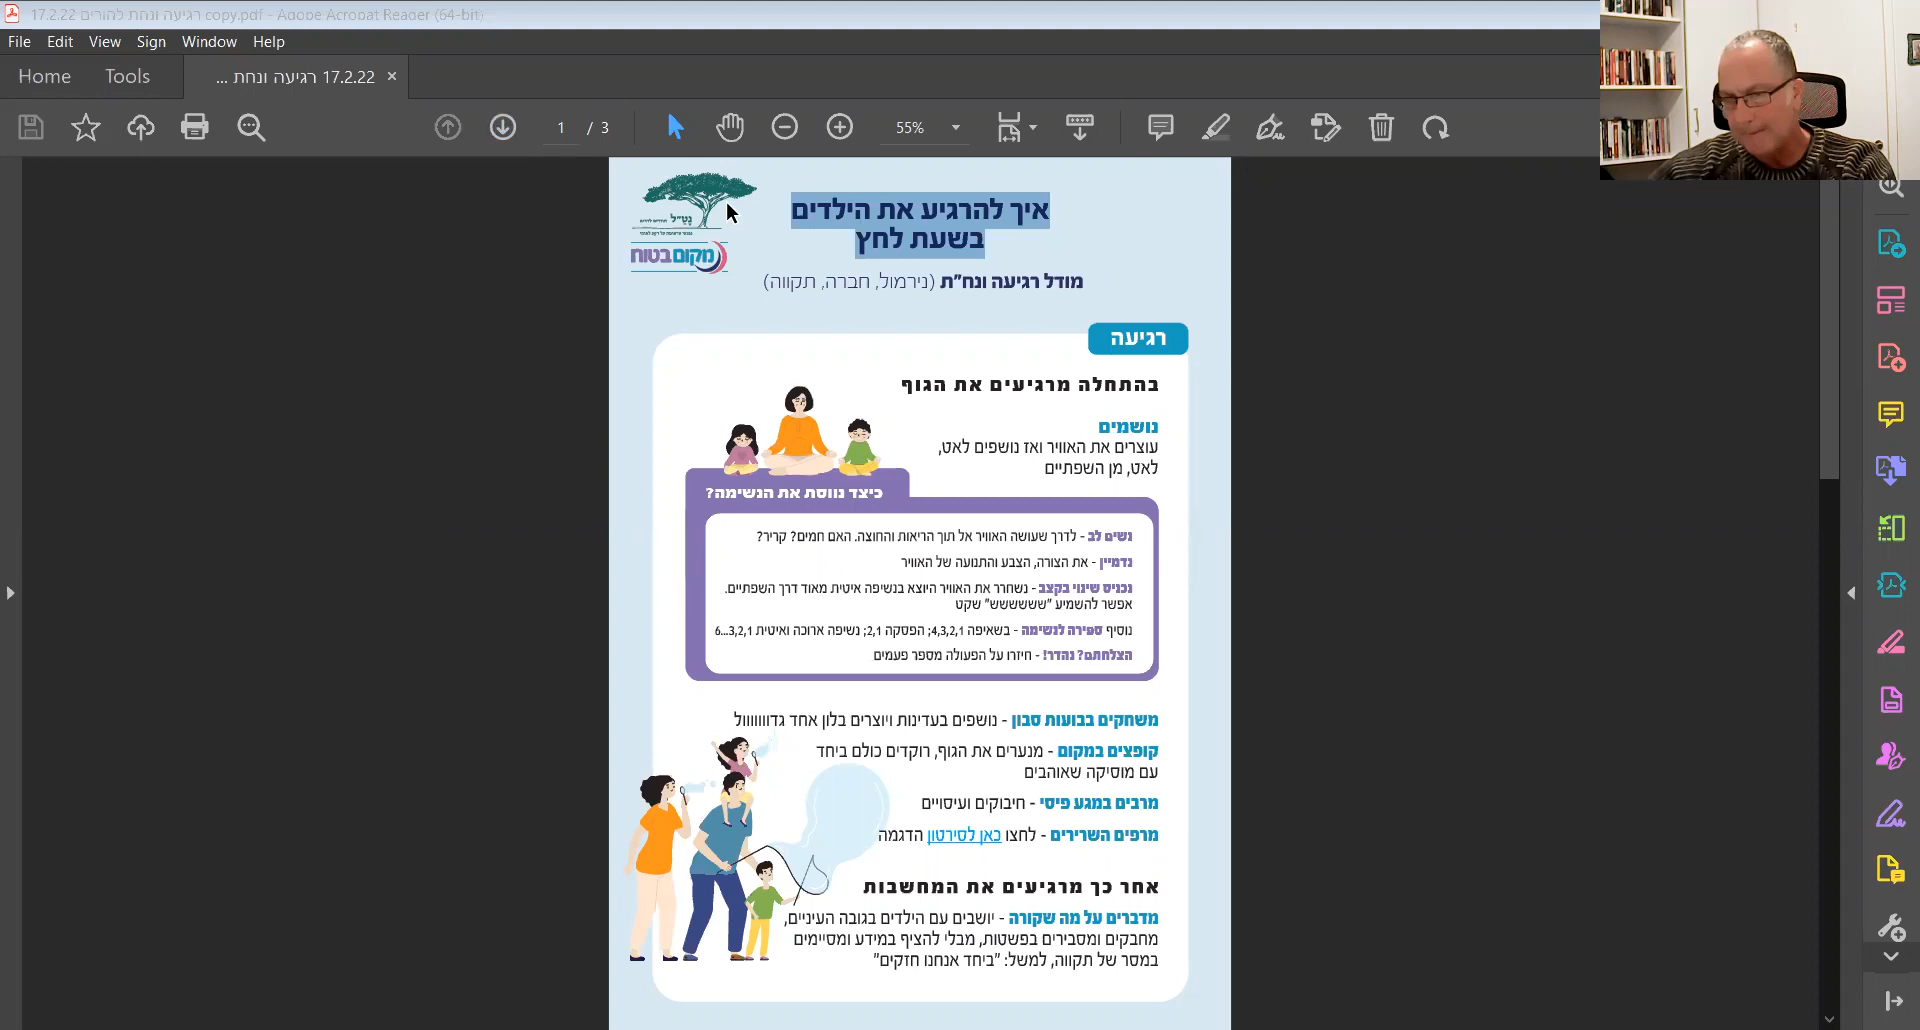 רגיעה ונחת להורים 17.2.22 copy.pdf - Adobe Acrobat Reader (64-bit)
File Edit View Sign Window Help
Home Tools 17.2.22 רגיעה ונחת ... ×
1 / 3 55%
איך להרגיע את הילדים
בשעת לחץ
נט״ל
מקום בטוח
מודל רגיעה ונח״ת (נירמול, חברה, תקווה)
רגיעה
בהתחלה מרגיעים את הגוף
נושמים
עוצרים את האוויר ואז נושפים לאט,
לאט, מן השפתיים
כיצד נווסת את הנשימה?
נשים לב - לדרך שעושה האוויר אל תוך הריאות והחוצה. האם חמים? קריר?
נדמיין - את הצורה, הצבע והתנועה של האוויר
נכניס שינוי בקצב - נשחרר את האוויר היוצא בנשיפה איטית מאוד דרך השפתיים.
אפשר להשמיע "ששששששש" שקט
נוסיף ספירה לנשימה - בשאיפה 4,3,2,1; הפסקה 2,1; נשיפה ארוכה ואיטית 6...3,2,1
הצלחתם? נהדר! - חיזרו על הפעולה מספר פעמים
משחקים בבועות סבון - נושפים בעדינות ויוצרים בלון אחד גדווווווול
קופצים במקום - מנערים את הגוף, רוקדים כולם ביחד
עם מוסיקה שאוהבים
מרבים במגע פיסי - חיבוקים ועיסויים
מרפים השרירים - לחצו כאן לסירטון הדגמה
אחר כך מרגיעים את המחשבות
מדברים על מה שקורה - יושבים עם הילדים בגובה העיניים,
מחבקים ומסבירים בפשטות, מבלי להציף במידע ומסיימים
במסר של תקווה, למשל: "ביחד אנחנו חזקים"